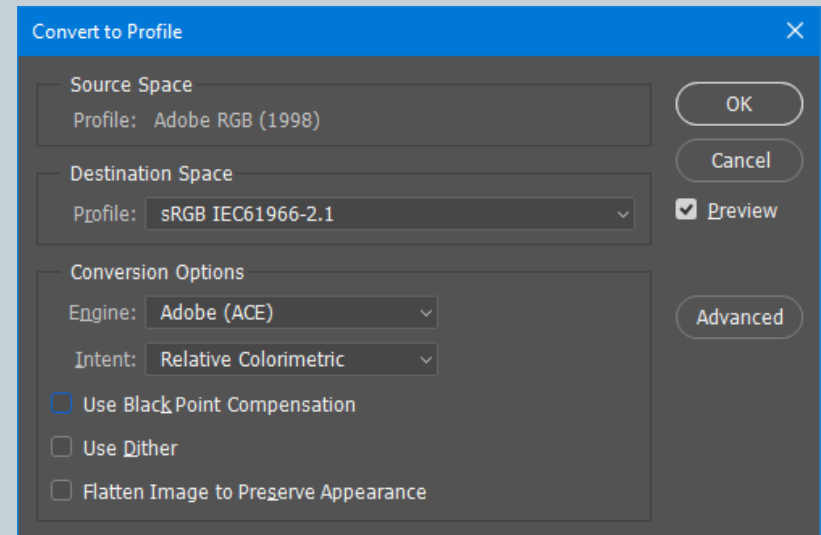 Convert to Profile
Source Space
Profile: Adobe RGB (1998)
OK
Cancel
Destination Space
Profile: sRGB IEC61966-2.1
Preview
Conversion Options
Engine: Adobe (ACE)
Advanced
Intent: Relative Colorimetric
Use Black Point Compensation
Use Dither
Flatten Image to Preserve Appearance